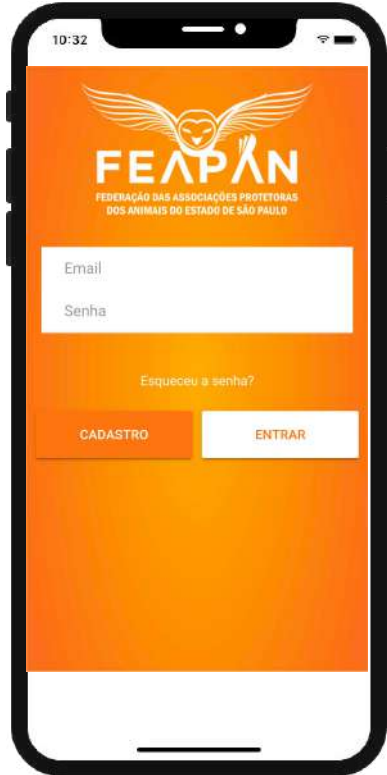 10:32
FEAPAN
FEDERAÇÃO DAS ASSOCIAÇÕES PROTETORAS
DOS ANIMAIS DO ESTADO DE SÃO PAULO
Email
Senha
Esqueceu a senha?
CADASTRO
ENTRAR